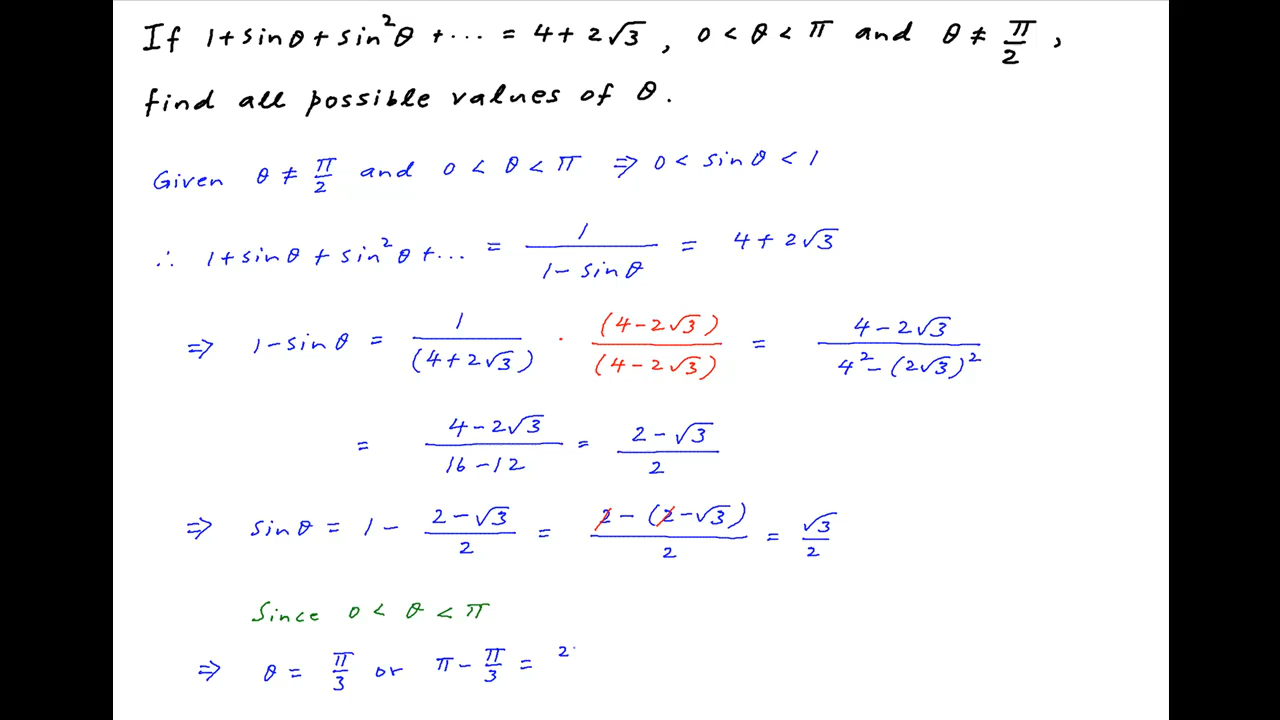 If 1+sinθ+sin²θ+⋯ = 4+2√3, 0<θ<π and θ≠π/2,
find all possible values of θ.
Given θ≠π/2 and 0<θ<π ⇒ 0<sinθ<1
∴ 1+sinθ+sin²θ+⋯ = 1/(1-sinθ) = 4+2√3
⇒ 1-sinθ = 1/(4+2√3) · (4-2√3)/(4-2√3) = (4-2√3)/(4²-(2√3)²)
= (4-2√3)/(16-12) = (2-√3)/2
⇒ sinθ = 1 - (2-√3)/2 = (2-(2-√3))/2 = √3/2
Since 0<θ<π
⇒ θ = π/3 or π-π/3 = 2